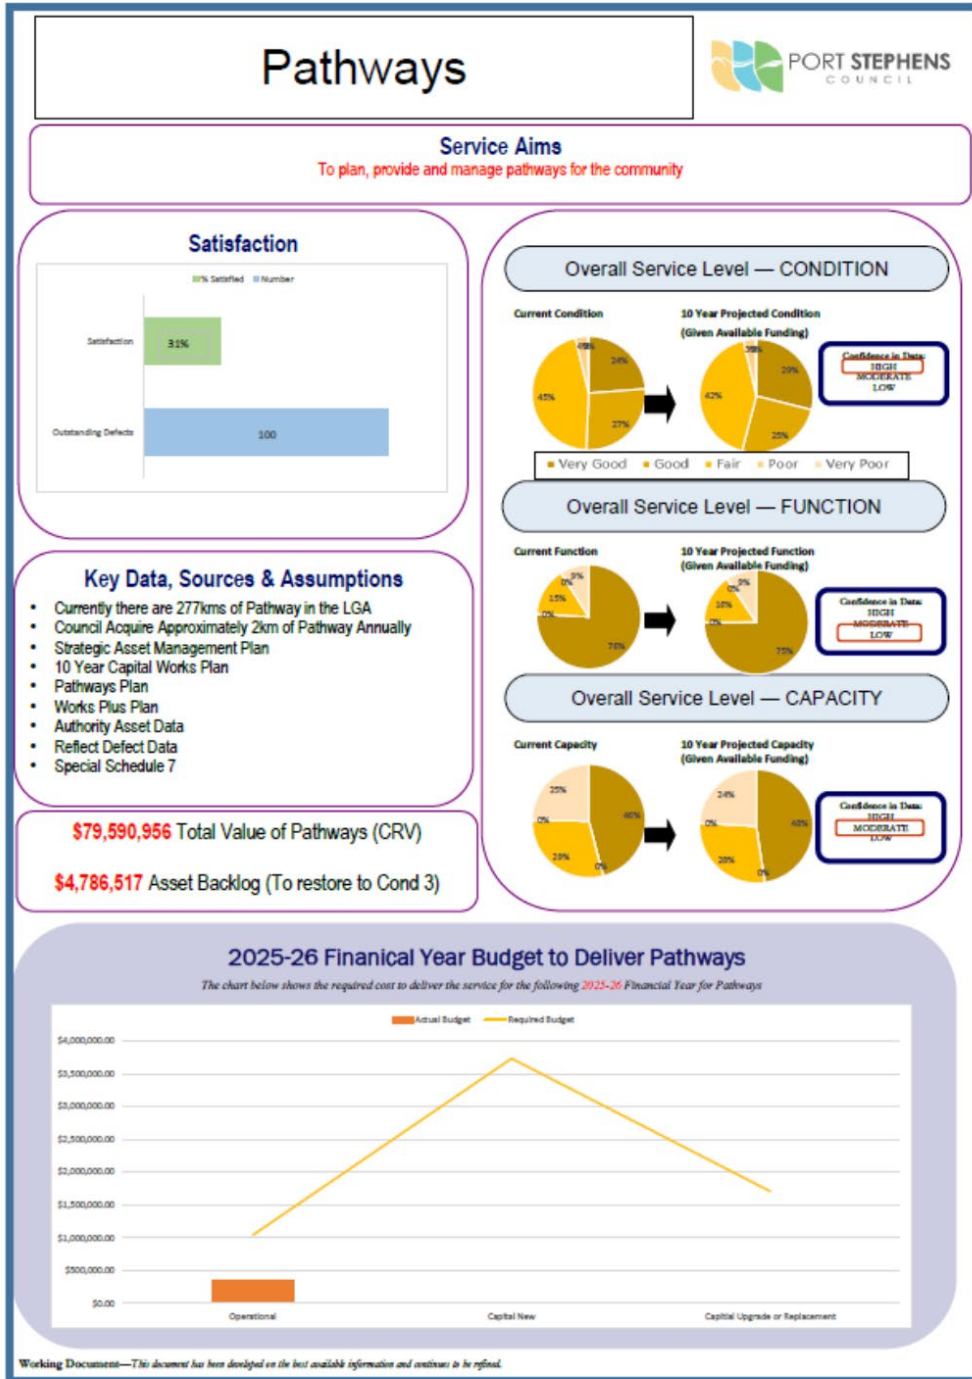 Pathways
PORT STEPHENS
COUNCIL
Service Aims
To plan, provide and manage pathways for the community
Satisfaction
% Satisfied Number
Satisfaction
31%
Outstanding Defects
100
Key Data, Sources & Assumptions
• Currently there are 277kms of Pathway in the LGA
• Council Acquire Approximately 2km of Pathway Annually
• Strategic Asset Management Plan
• 10 Year Capital Works Plan
• Pathways Plan
• Works Plus Plan
• Authority Asset Data
• Reflect Defect Data
• Special Schedule 7
$79,590,956 Total Value of Pathways (CRV)
$4,786,517 Asset Backlog (To restore to Cond 3)
Overall Service Level — CONDITION
Current Condition
24%
27%
45%
10 Year Projected Condition
(Given Available Funding)
25%
42%
Confidence in Data:
HIGH
MODERATE
LOW
Very Good Good Fair Poor Very Poor
Overall Service Level — FUNCTION
Current Function
9%
0%
15%
0%
76%
10 Year Projected Function
(Given Available Funding)
9%
0%
16%
0%
75%
Confidence in Data:
HIGH
MODERATE
LOW
Overall Service Level — CAPACITY
Current Capacity
25%
0%
46%
0%
10 Year Projected Capacity
(Given Available Funding)
24%
0%
48%
28%
0%
Confidence in Data:
HIGH
MODERATE
LOW
2025-26 Finanical Year Budget to Deliver Pathways
The chart below shows the required cost to deliver the service for the following 2025-26 Financial Year for Pathways
Actual Budget Required Budget
$4,000,000.00
$3,500,000.00
$3,000,000.00
$2,500,000.00
$2,000,000.00
$1,500,000.00
$1,000,000.00
$500,000.00
$0.00
Operational Capital New Capitial Upgrade or Replacement
Working Document—This document has been developed on the best available information and continues to be refined.